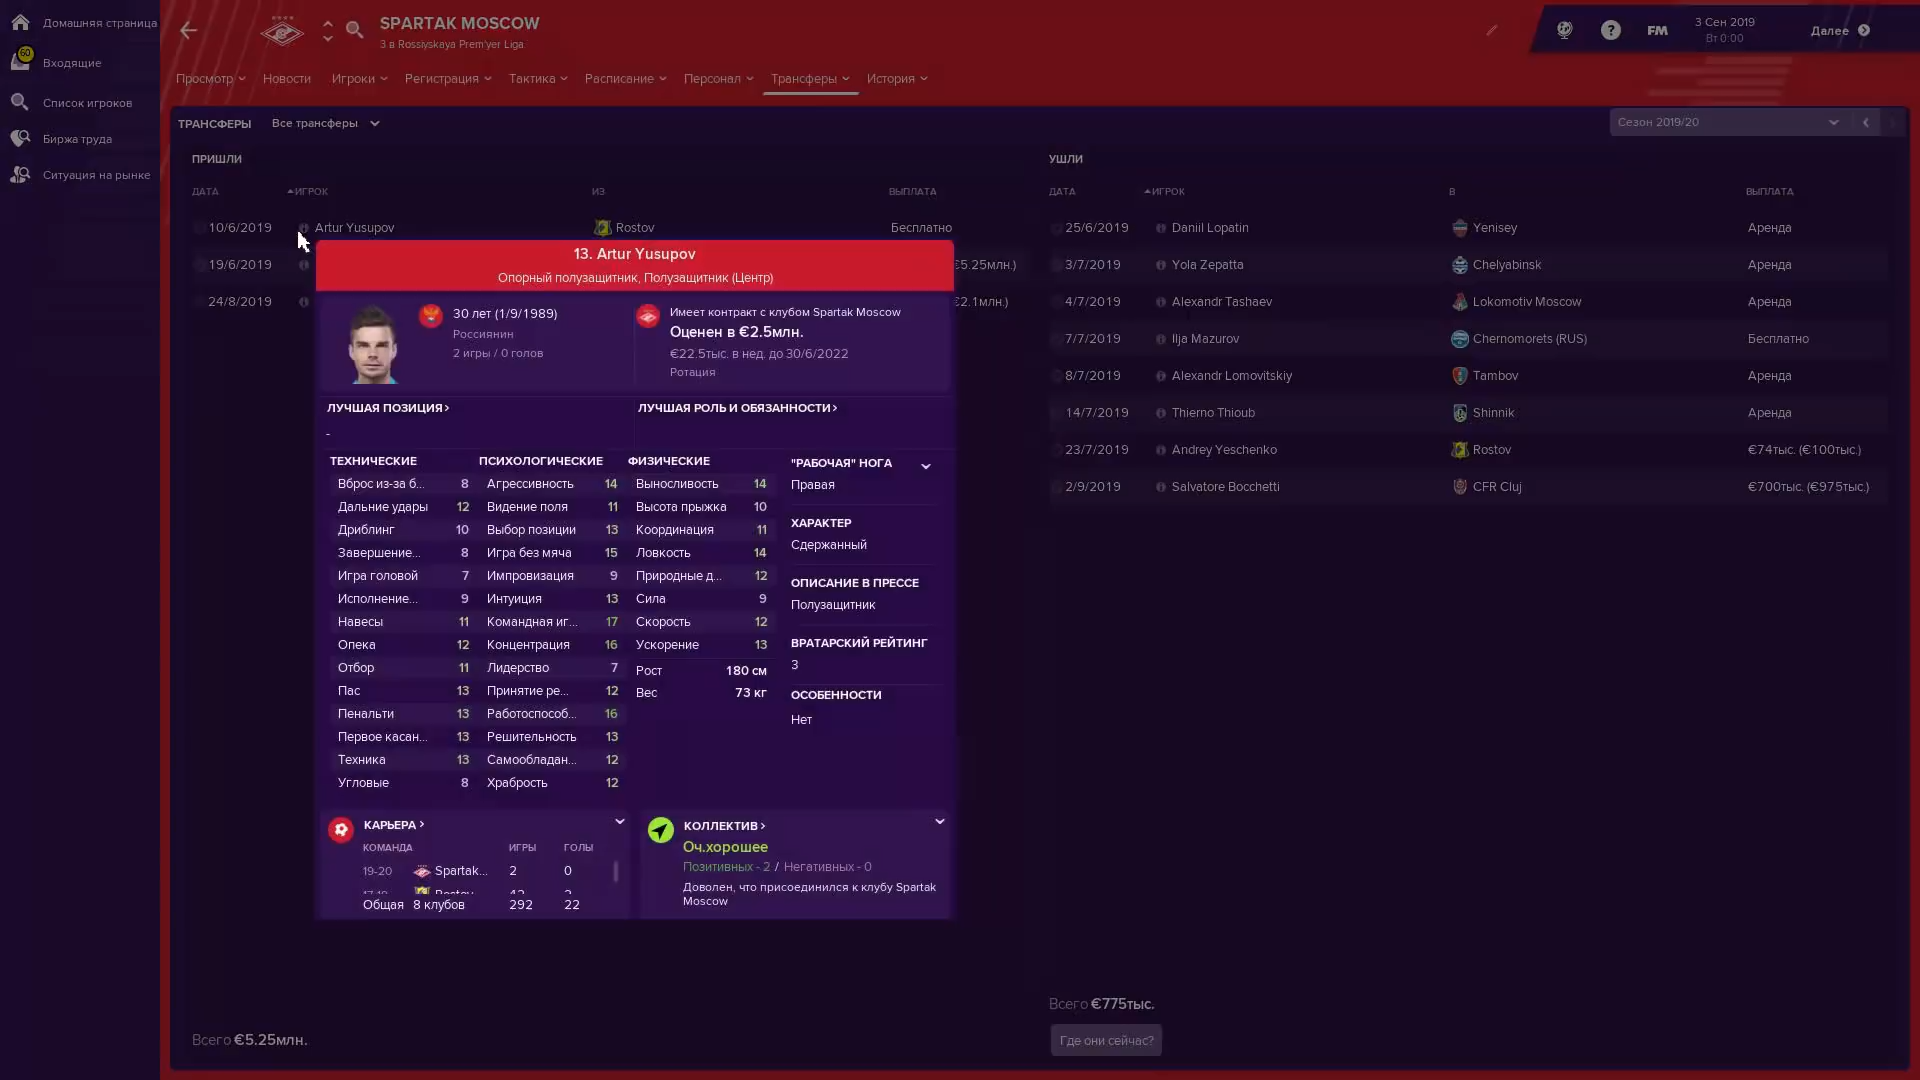 Домашняя страница
60
Входящие
Список игроков
Биржа труда
Ситуация на рынке
SPARTAK MOSCOW
3 в Rossiyskaya Prem'yer Liga
FM
3 Сен 2019
Вт 0:00
Далее
Просмотр Новости Игроки Регистрация Тактика Расписание Персонал Трансферы История
ТРАНСФЕРЫ Все трансферы
Сезон 2019/20
ПРИШЛИ
ДАТА ИГРОК ИЗ ВЫПЛАТА
10/6/2019 Artur Yusupov Rostov Бесплатно
19/6/2019 €5.25млн.)
24/8/2019 €2.1млн.)
Всего €5.25млн.
13. Artur Yusupov
Опорный полузащитник, Полузащитник (Центр)
30 лет (1/9/1989)
Россиянин
2 игры / 0 голов
Имеет контракт с клубом Spartak Moscow
Оценен в €2.5млн.
€22.5тыс. в нед. до 30/6/2022
Ротация
ЛУЧШАЯ ПОЗИЦИЯ>
-
ЛУЧШАЯ РОЛЬ И ОБЯЗАННОСТИ>
ТЕХНИЧЕСКИЕ
Вброс из-за б... 8
Дальние удары 12
Дриблинг 10
Завершение... 8
Игра головой 7
Исполнение... 9
Навесы 11
Опека 12
Отбор 11
Пас 13
Пенальти 13
Первое касан... 13
Техника 13
Угловые 8
ПСИХОЛОГИЧЕСКИЕ
Агрессивность 14
Видение поля 11
Выбор позиции 13
Игра без мяча 15
Импровизация 9
Интуиция 13
Командная иг... 17
Концентрация 16
Лидерство 7
Принятие ре... 12
Работоспособ... 16
Решительность 13
Самообладан... 12
Храбрость 12
ФИЗИЧЕСКИЕ
Выносливость 14
Высота прыжка 10
Координация 11
Ловкость 14
Природные д... 12
Сила 9
Скорость 12
Ускорение 13
Рост 180 см
Вес 73 кг
"РАБОЧАЯ" НОГА
Правая
ХАРАКТЕР
Сдержанный
ОПИСАНИЕ В ПРЕССЕ
Полузащитник
ВРАТАРСКИЙ РЕЙТИНГ
3
ОСОБЕННОСТИ
Нет
КАРЬЕРА>
КОМАНДА ИГРЫ ГОЛЫ
19-20 Spartak... 2 0
17-19 Rostov 42 2
Общая 8 клубов 292 22
КОЛЛЕКТИВ>
Оч.хорошее
Позитивных - 2 / Негативных - 0
Доволен, что присоединился к клубу Spartak
Moscow
УШЛИ
ДАТА ИГРОК В ВЫПЛАТА
25/6/2019 Daniil Lopatin Yenisey Аренда
3/7/2019 Yola Zepatta Chelyabinsk Аренда
4/7/2019 Alexandr Tashaev Lokomotiv Moscow Аренда
7/7/2019 Ilja Mazurov Chernomorets (RUS) Бесплатно
8/7/2019 Alexandr Lomovitskiy Tambov Аренда
14/7/2019 Thierno Thioub Shinnik Аренда
23/7/2019 Andrey Yeschenko Rostov €74тыс. (€100тыс.)
2/9/2019 Salvatore Bocchetti CFR Cluj €700тыс. (€975тыс.)
Всего €775тыс.
Где они сейчас?